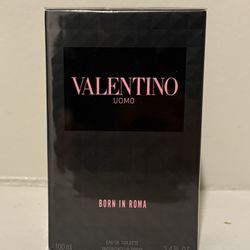 VALENTINO
UOMO
BORN IN ROMA
EAU DE TOILETTE
100 ml